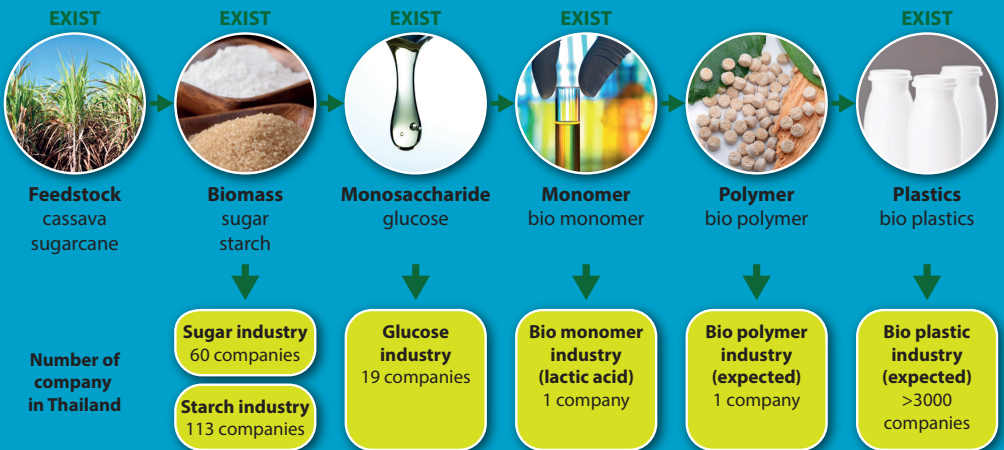 EXIST
EXIST
EXIST
EXIST
EXIST
Feedstock
cassava
sugarcane
Biomass
sugar
starch
Monosaccharide
glucose
Monomer
bio monomer
Polymer
bio polymer
Plastics
bio plastics
Number of
company
in Thailand
Sugar industry
60 companies
Starch industry
113 companies
Glucose
industry
19 companies
Bio monomer
industry
(lactic acid)
1 company
Bio polymer
industry
(expected)
1 company
Bio plastic
industry
(expected)
>3000
companies